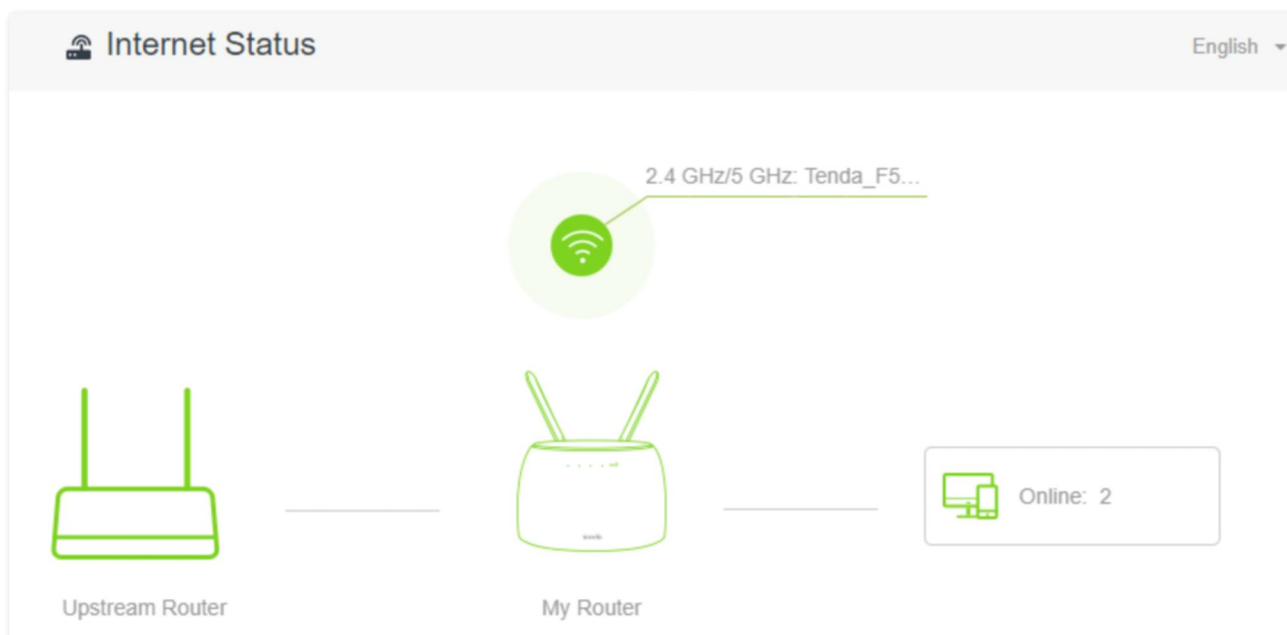 Internet Status
English
2.4 GHz/5 GHz: Tenda_F5...
Online: 2
Upstream Router
My Router